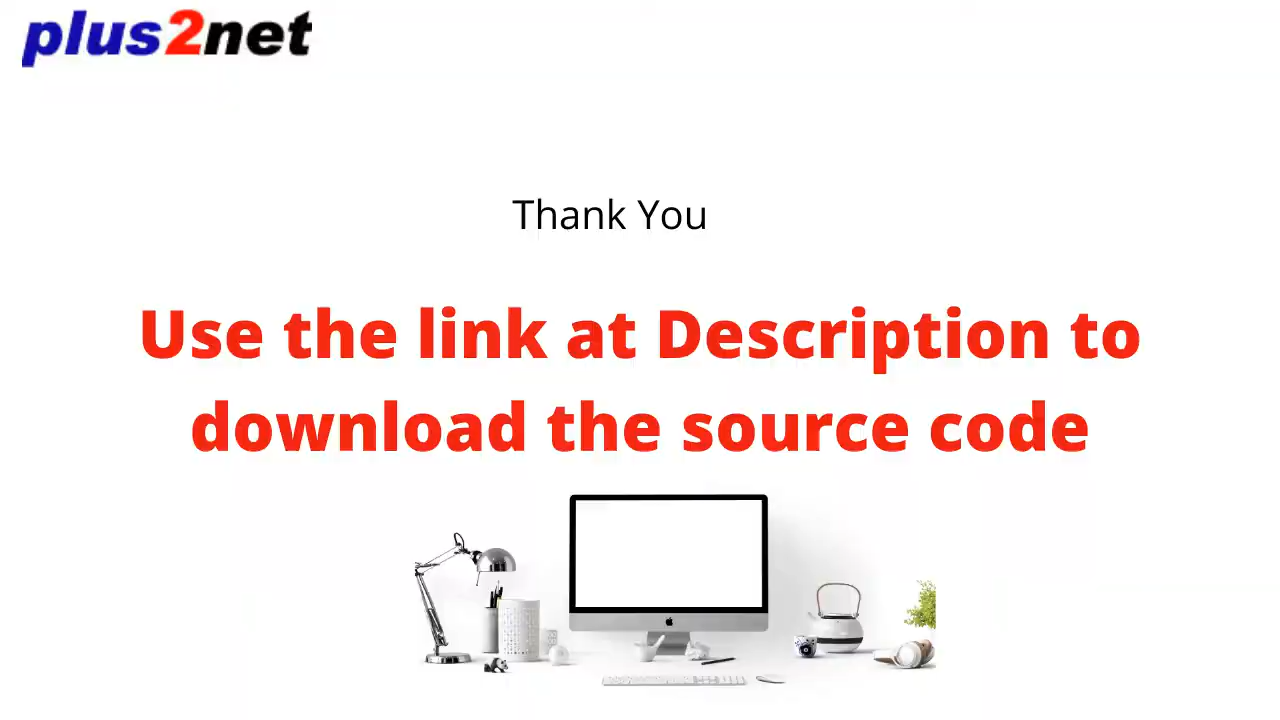 plus2net
Thank You
Use the link at Description to
download the source code